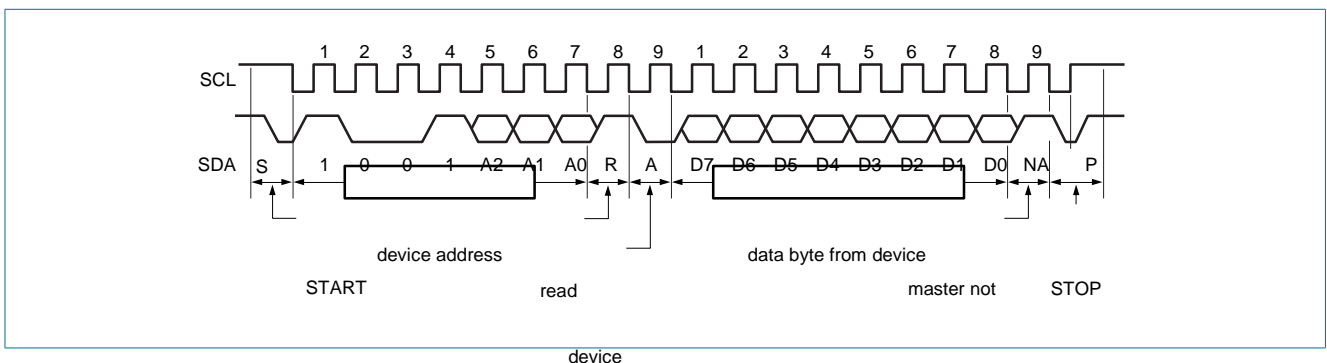 1 2 3 4 5 6 7 8 9 1 2 3 4 5 6 7 8 9
SCL
SDA S 1 0 0 1 A2 A1 A0 R A D7 D6 D5 D4 D3 D2 D1 D0 NA P
device address data byte from device
START read master not STOP
device